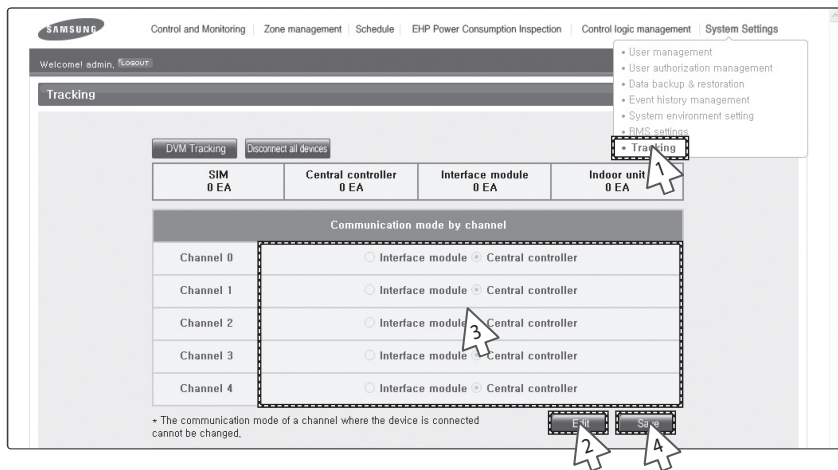 SAMSUNG
Control and Monitoring | Zone management | Schedule | EHP Power Consumption Inspection | Control logic management | System Settings
Welcome! admin, LOGOUT
• User management
• User authorization management
• Data backup & restoration
• Event history management
• System environment setting
• BMS settings
• Tracking
1
Tracking
DVM Tracking Disconnect all devices
SIM Central controller Interface module Indoor unit
0 EA 0 EA 0 EA 0 EA
Communication mode by channel
Channel 0 Interface module Central controller
Channel 1 Interface module Central controller
Channel 2 Interface module Central controller
3
Channel 3 Interface module Central controller
Channel 4 Interface module Central controller
* The communication mode of a channel where the device is connected
cannot be changed,
Edit Save
2 4